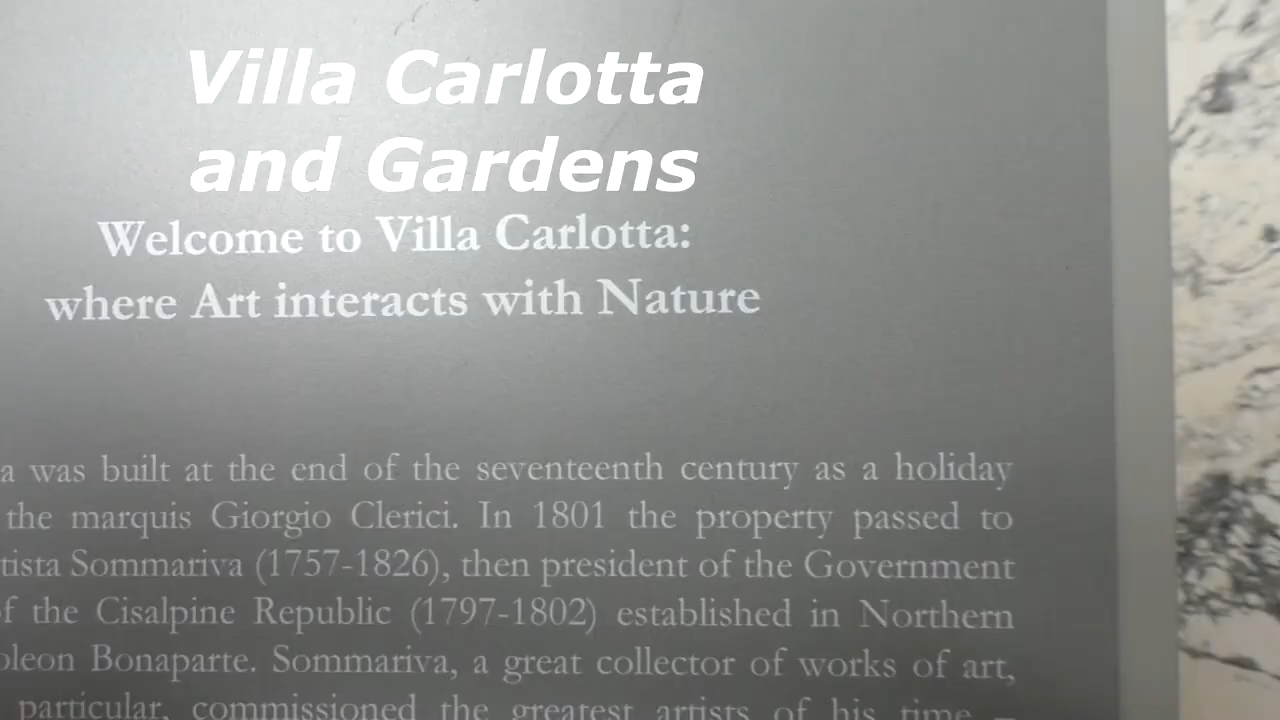 Villa Carlotta
and Gardens
Welcome to Villa Carlotta:
where Art interacts with Nature
a was built at the end of the seventeenth century as a holiday
the marquis Giorgio Clerici. In 1801 the property passed to
tista Sommariva (1757-1826), then president of the Government
of the Cisalpine Republic (1797-1802) established in Northern
oleon Bonaparte. Sommariva, a great collector of works of art,
particular, commissioned the greatest artists of his time –